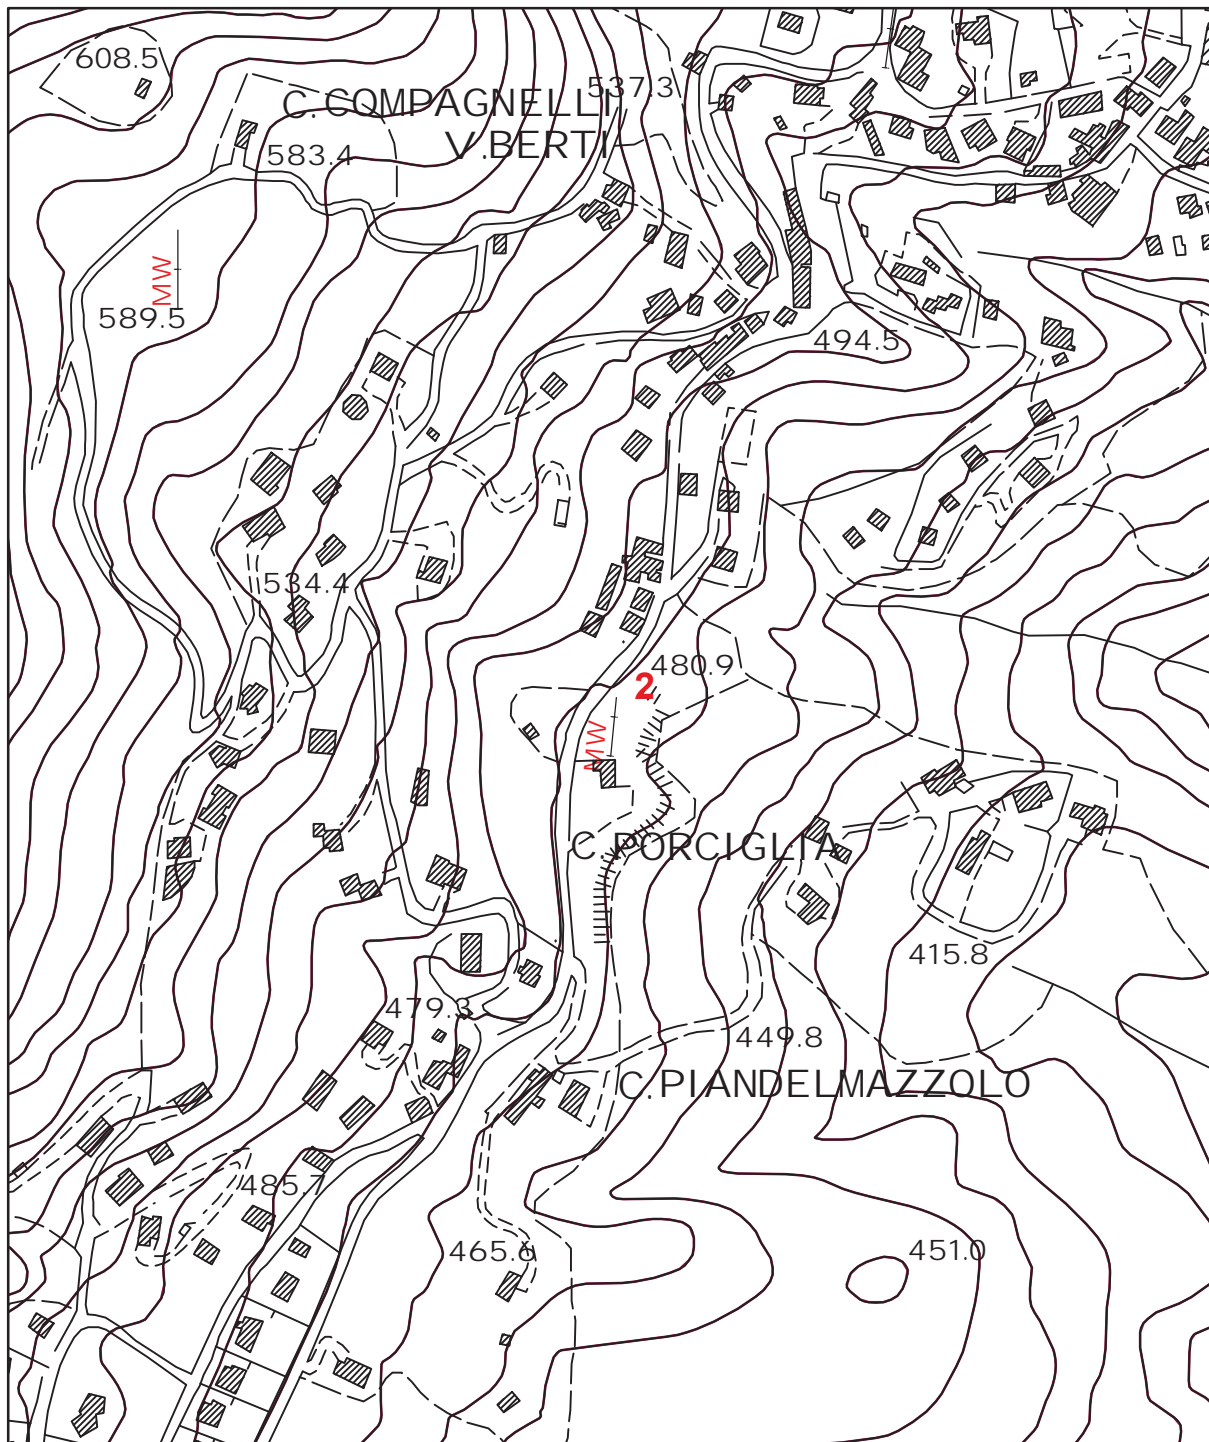 608.5
537.3
C. COMPAGNELLI
V.BERTI
583.4
MW
589.5
494.5
534.4
480.9
2
MW
C. PORCIGLIA
415.8
479.3
449.8
C. PIANDELMAZZOLO
485.7
465.6
451.0